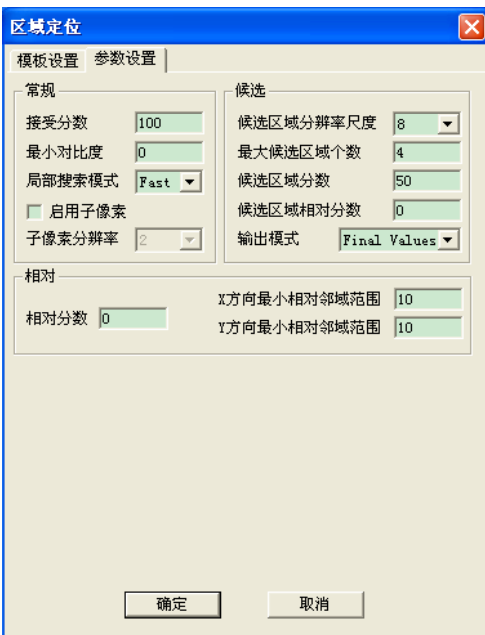 区域定位
模板设置 参数设置
常规
接受分数 100
最小对比度 0
局部搜索模式 Fast
启用子像素
子像素分辨率 2
候选
候选区域分辨率尺度 8
最大候选区域个数 4
候选区域分数 50
候选区域相对分数 0
输出模式 Final Values
相对
相对分数 0
X方向最小相对邻域范围 10
Y方向最小相对邻域范围 10
确定 取消